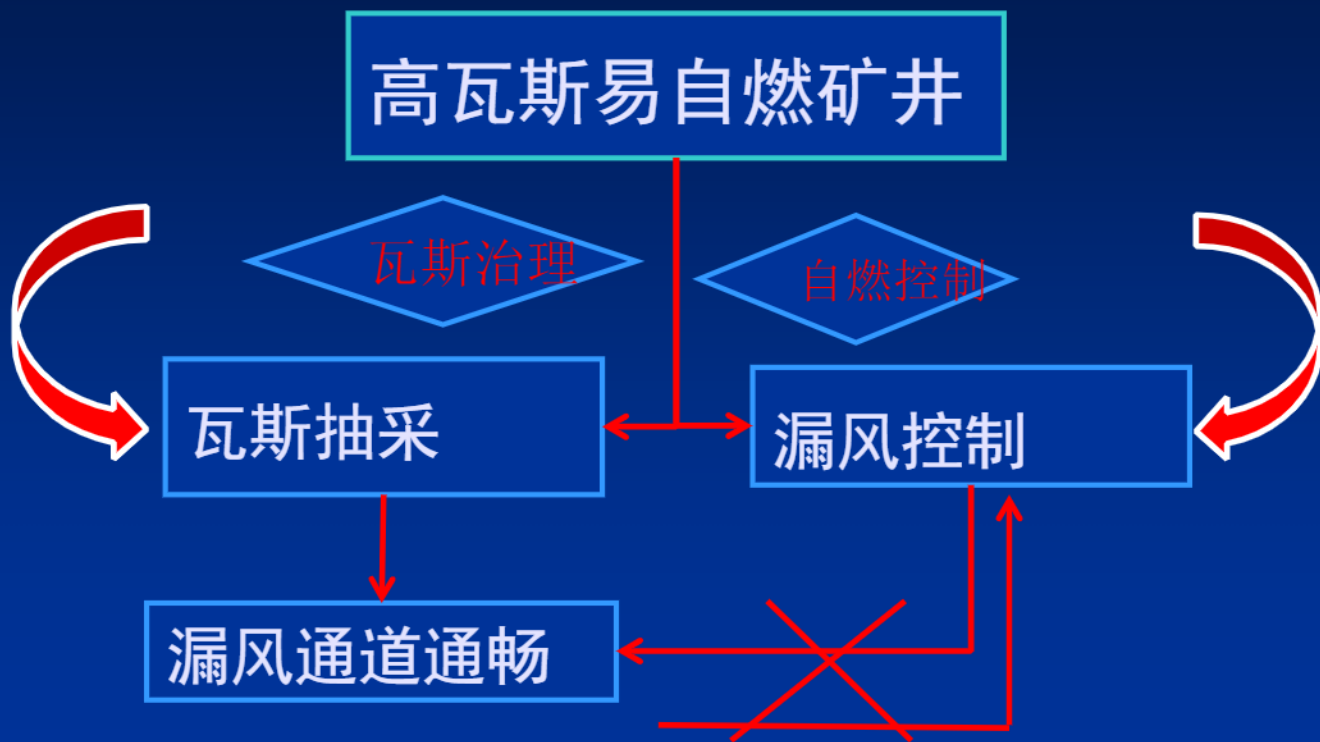 高瓦斯易自燃矿井
瓦斯治理
自燃控制
瓦斯抽采
漏风控制
漏风通道通畅